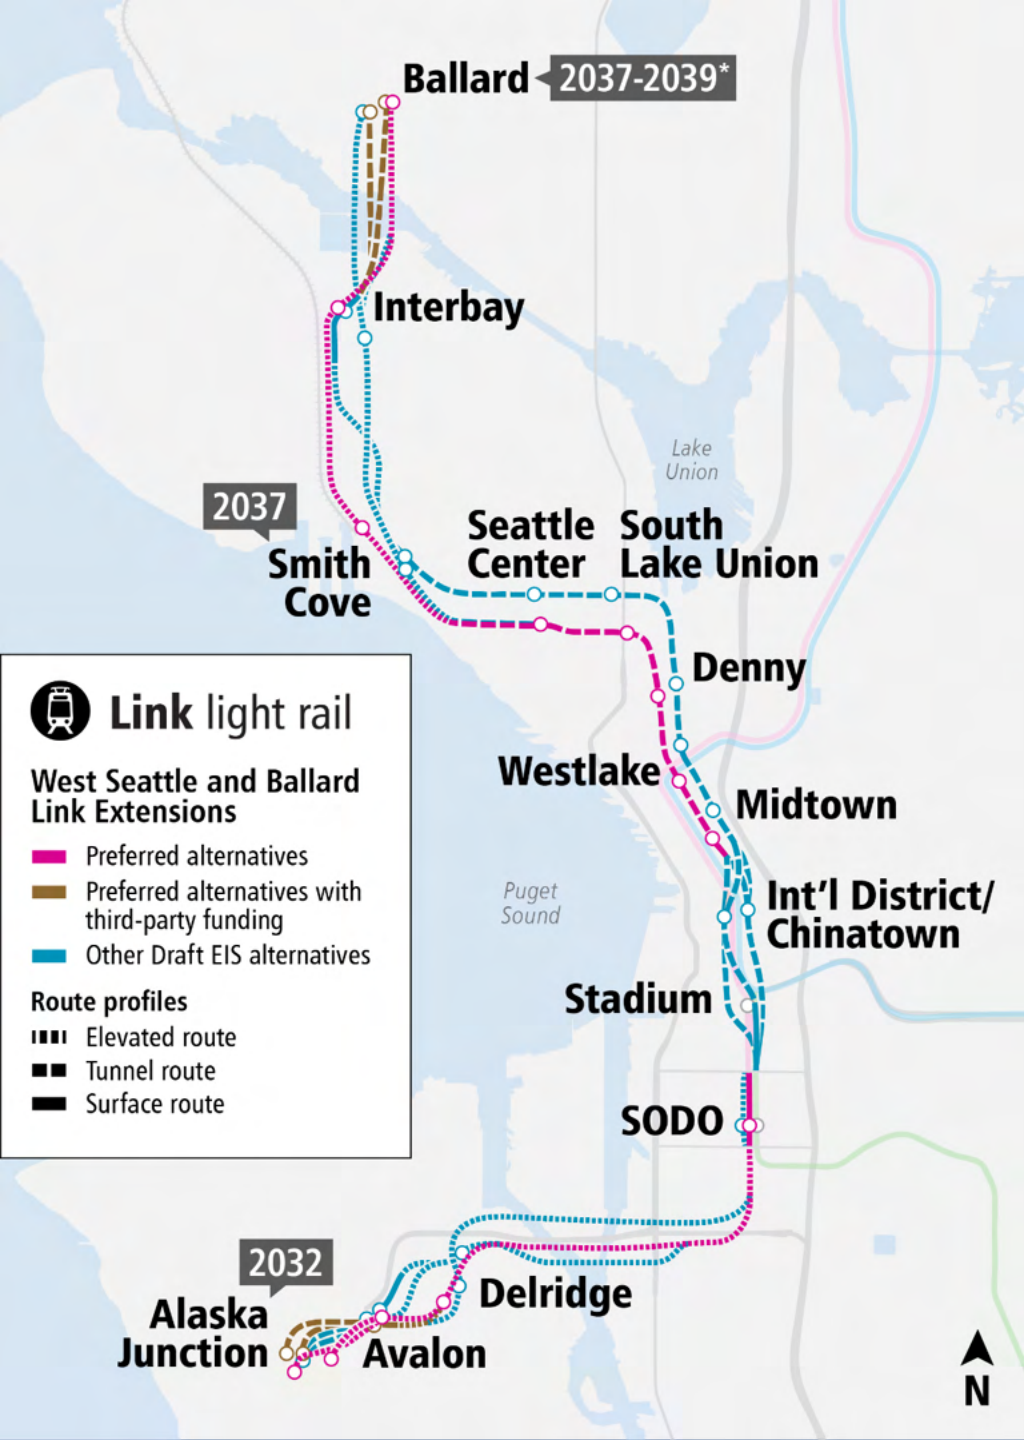 Ballard
2037-2039*
Interbay
Lake
Union
2037
Seattle
Center
South
Lake Union
Smith
Cove
Denny
Link light rail
West Seattle and Ballard
Link Extensions
Preferred alternatives
Preferred alternatives with
third-party funding
Other Draft EIS alternatives
Route profiles
Elevated route
Tunnel route
Surface route
Westlake
Midtown
Puget
Sound
Int'l District/
Chinatown
Stadium
SODO
2032
Alaska
Junction
Delridge
Avalon
N